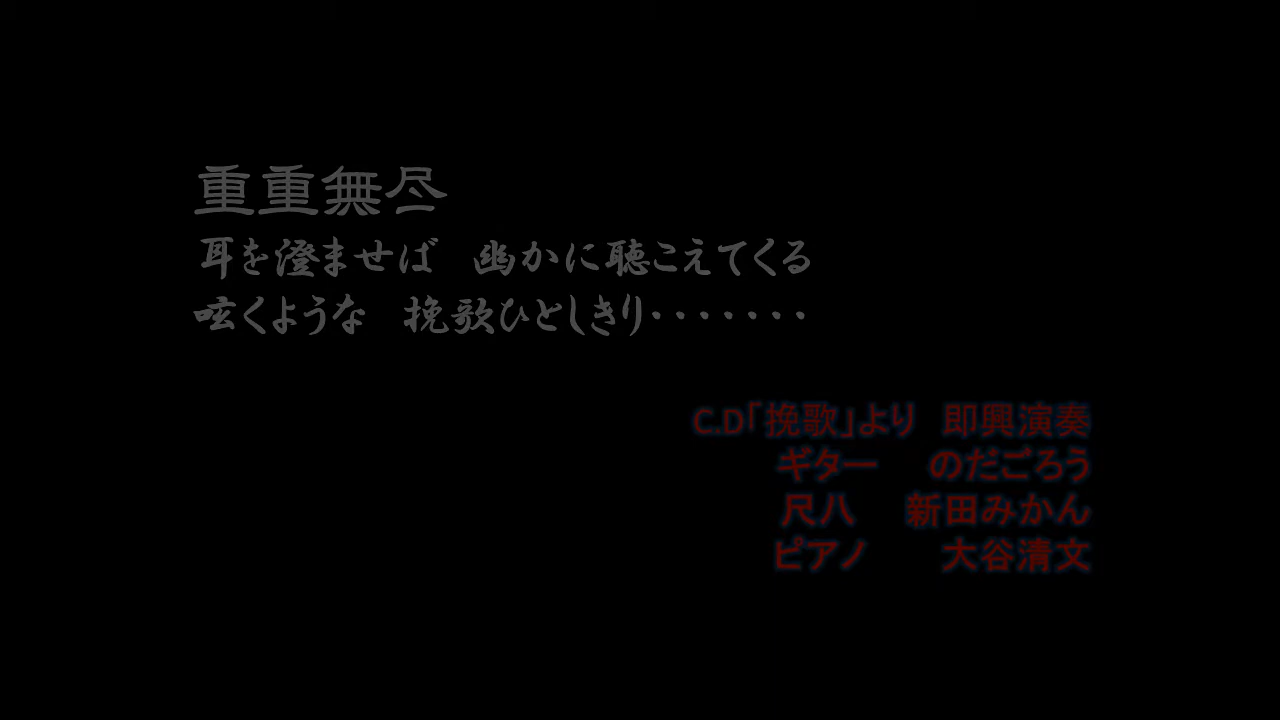 重重無尽
耳を澄ませば　幽かに聴こえてくる
呟くような　挽歌ひとしきり・・・・・・・
C.D「挽歌」より　即興演奏
ギター　のだごろう
尺八　新田みかん
ピアノ　大谷清文